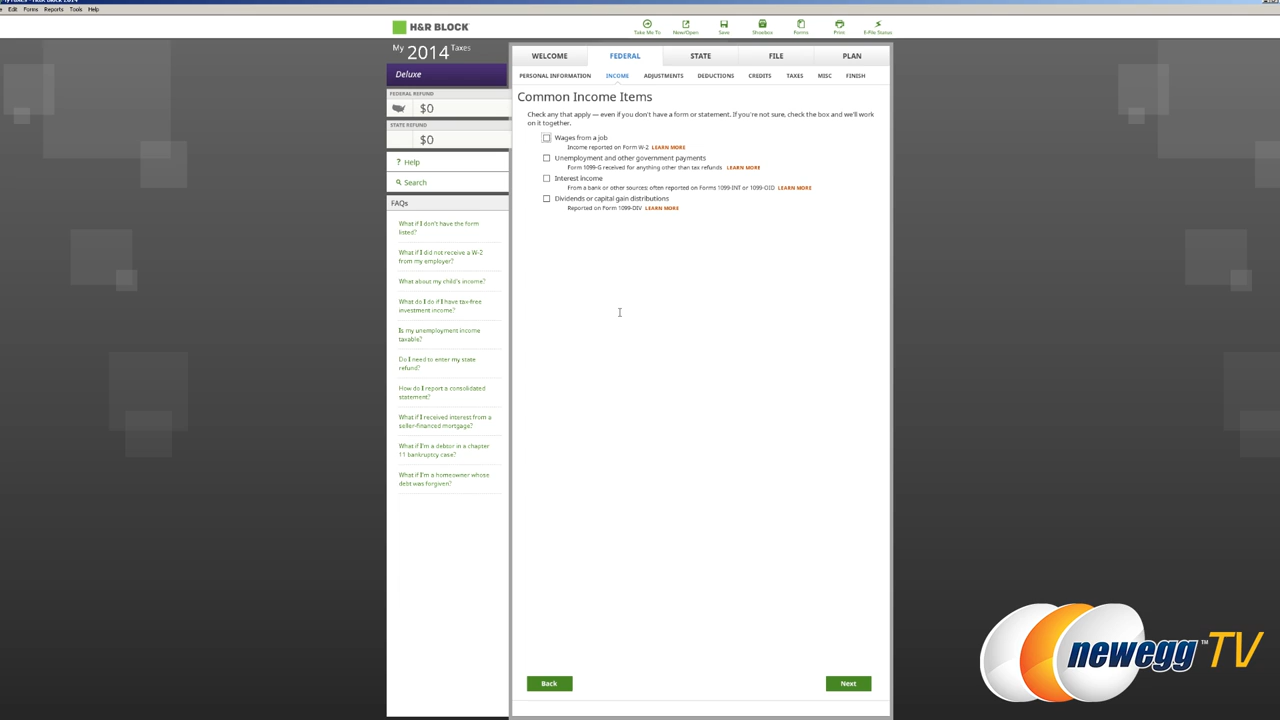 Edit Forms Reports Tools Help
H&R BLOCK
Take Me To
New/Open
Save
Shoebox
Forms
Print
E-File Status
My 2014 Taxes
Deluxe
FEDERAL REFUND
$0
STATE REFUND
$0
? Help
Search
FAQs
What if I don't have the form
listed?
What if I did not receive a W-2
from my employer?
What about my child's income?
What do I do if I have tax-free
investment income?
Is my unemployment income
taxable?
Do I need to enter my state
refund?
How do I report a consolidated
statement?
What if I received interest from a
seller-financed mortgage?
What if I'm a debtor in a chapter
11 bankruptcy case?
What if I'm a homeowner whose
debt was forgiven?
WELCOME
FEDERAL
STATE
FILE
PLAN
PERSONAL INFORMATION
INCOME
ADJUSTMENTS
DEDUCTIONS
CREDITS
TAXES
MISC
FINISH
Common Income Items
Check any that apply — even if you don't have a form or statement. If you're not sure, check the box and we'll work
on it together.
Wages from a job
Income reported on Form W-2 LEARN MORE
Unemployment and other government payments
Form 1099-G received for anything other than tax refunds LEARN MORE
Interest income
From a bank or other sources; often reported on Forms 1099-INT or 1099-OID LEARN MORE
Dividends or capital gain distributions
Reported on Form 1099-DIV LEARN MORE
Back
Next
newegg™TV